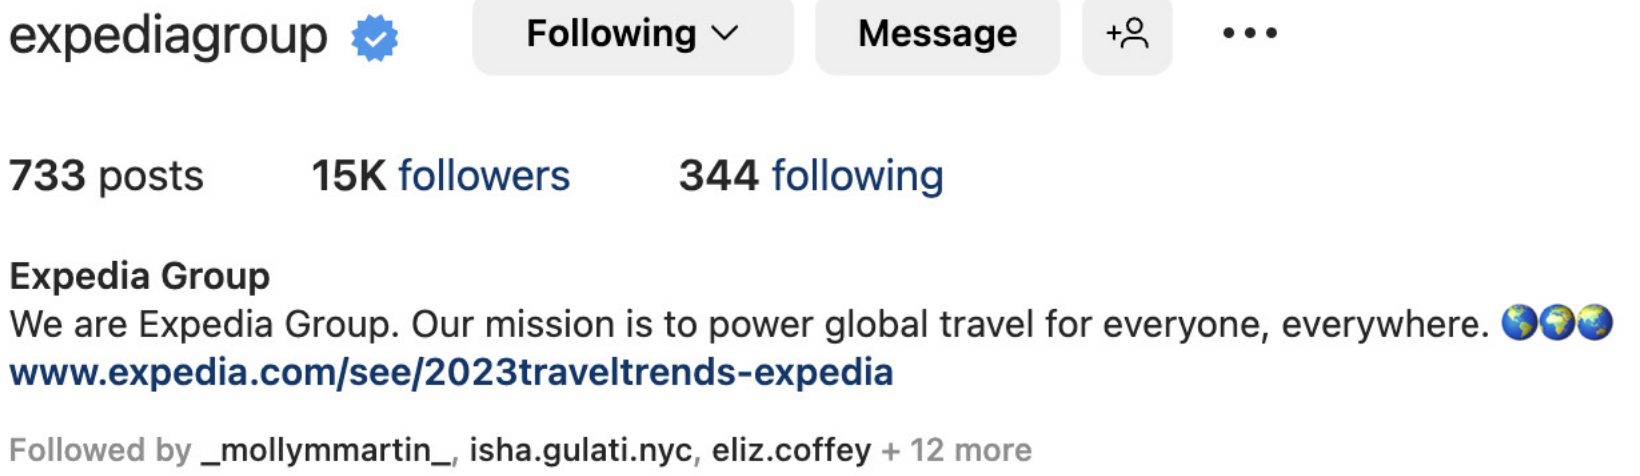 expediagroup Following Message
733 posts 15K followers 344 following
Expedia Group
We are Expedia Group. Our mission is to power global travel for everyone, everywhere. 🌎🌍🌏
www.expedia.com/see/2023traveltrends-expedia
Followed by _mollymmartin_, isha.gulati.nyc, eliz.coffey + 12 more